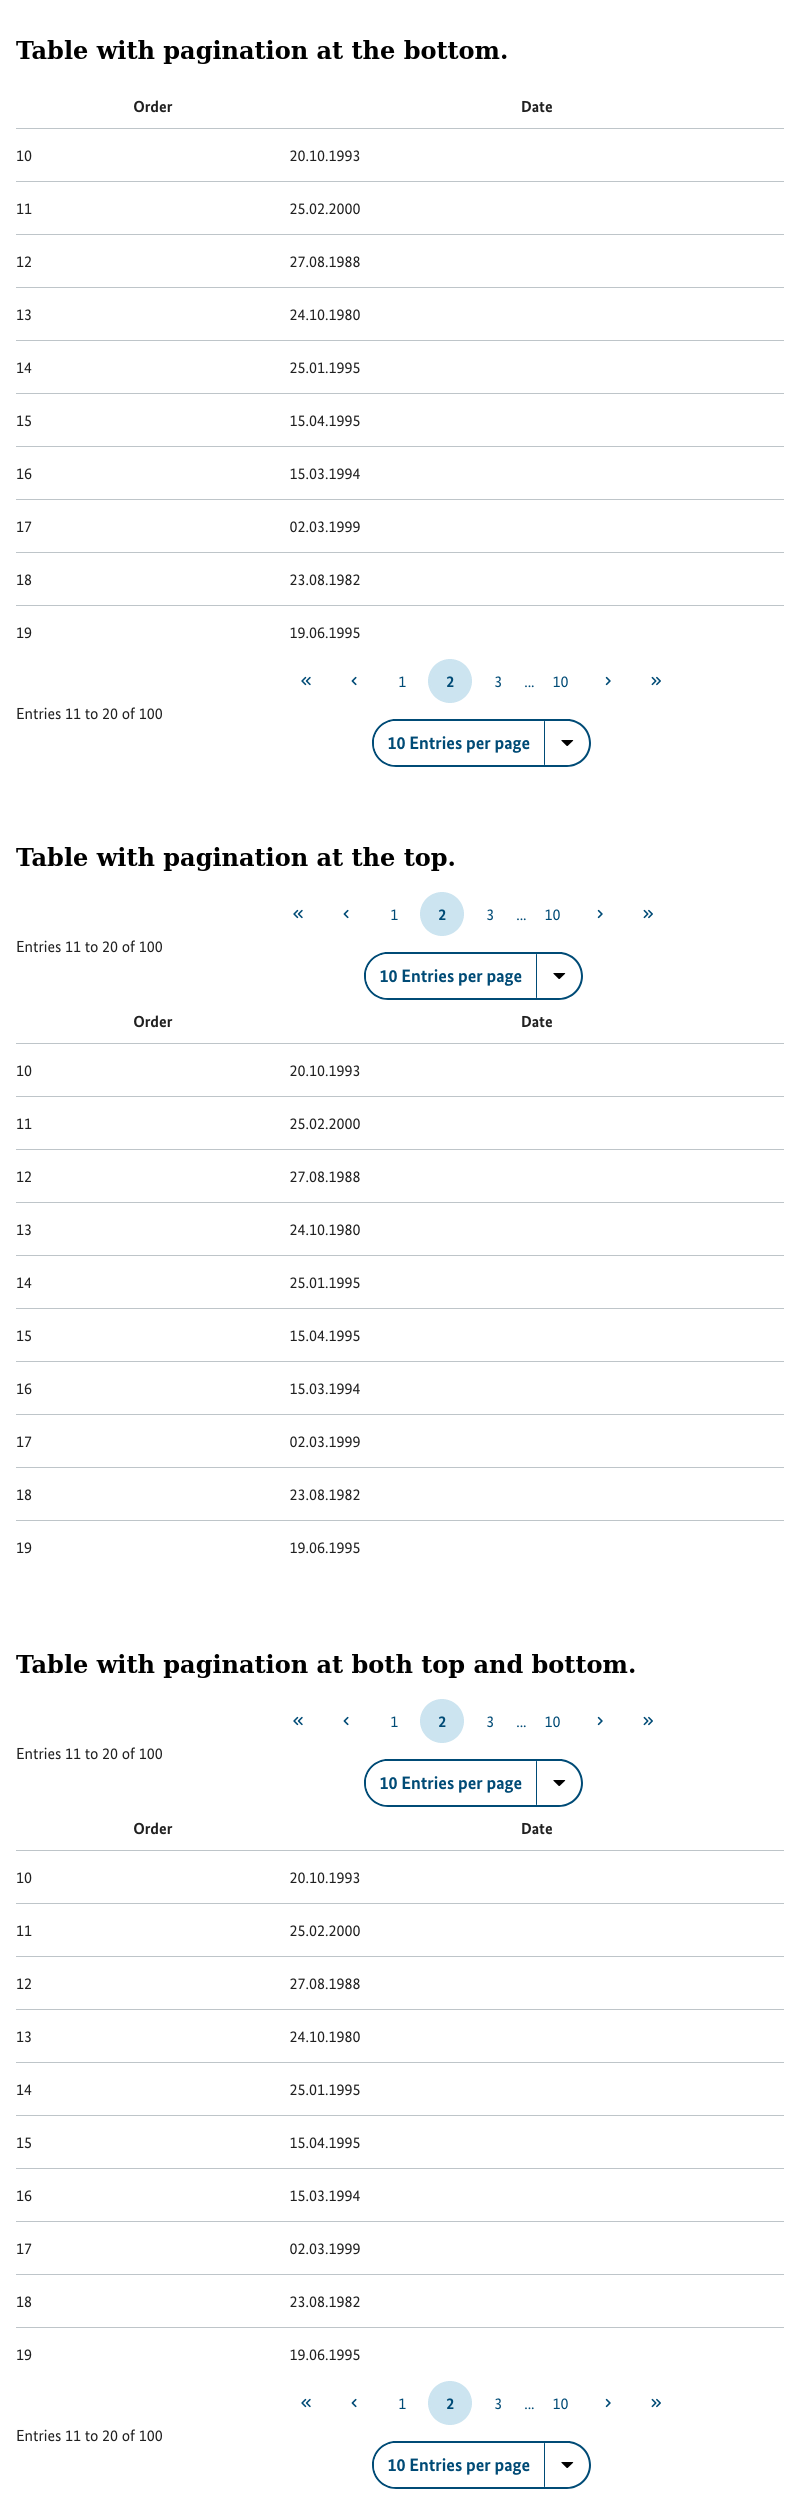 Table with pagination at the bottom.
Order Date
10 20.10.1993
11 25.02.2000
12 27.08.1988
13 24.10.1980
14 25.01.1995
15 15.04.1995
16 15.03.1994
17 02.03.1999
18 23.08.1982
19 19.06.1995
« ‹ 1 2 3 ... 10 › »
Entries 11 to 20 of 100
10 Entries per page
Table with pagination at the top.
« ‹ 1 2 3 ... 10 › »
Entries 11 to 20 of 100
10 Entries per page
Order Date
10 20.10.1993
11 25.02.2000
12 27.08.1988
13 24.10.1980
14 25.01.1995
15 15.04.1995
16 15.03.1994
17 02.03.1999
18 23.08.1982
19 19.06.1995
Table with pagination at both top and bottom.
« ‹ 1 2 3 ... 10 › »
Entries 11 to 20 of 100
10 Entries per page
Order Date
10 20.10.1993
11 25.02.2000
12 27.08.1988
13 24.10.1980
14 25.01.1995
15 15.04.1995
16 15.03.1994
17 02.03.1999
18 23.08.1982
19 19.06.1995
« ‹ 1 2 3 ... 10 › »
Entries 11 to 20 of 100
10 Entries per page